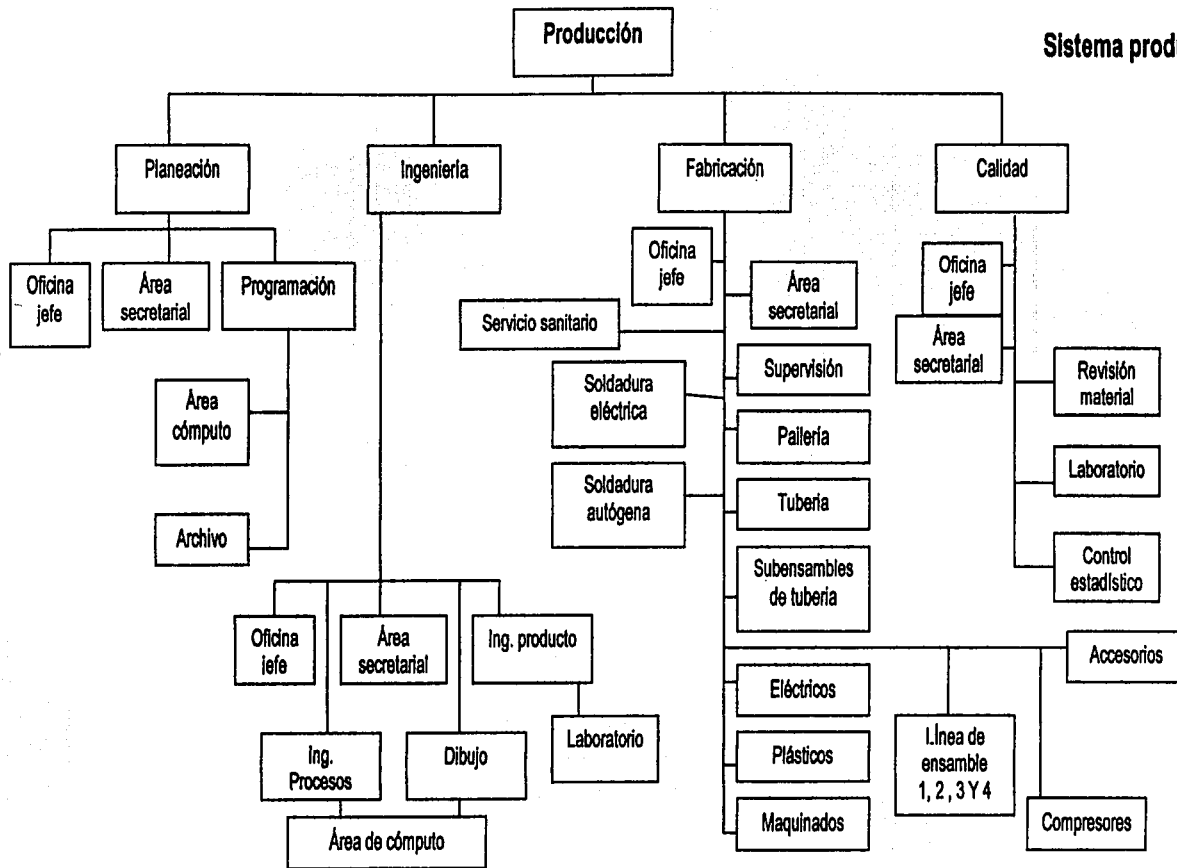 Producción
Sistema prod
Planeación
Ingeniería
Fabricación
Calidad
Oficina
jefe
Área
secretarial
Programación
Área
cómputo
Archivo
Oficina
jefe
Área
secretarial
Ing. producto
Ing.
Procesos
Dibujo
Laboratorio
Área de cómputo
Oficina
jefe
Área
secretarial
Servicio sanitario
Supervisión
Soldadura
eléctrica
Pailería
Soldadura
autógena
Tuberia
Subensambles
de tuberia
Eléctricos
Plásticos
Maquinados
Accesorios
Línea de
ensamble
1, 2 , 3 Y 4
Compresores
Oficina
jefe
Área
secretarial
Revisión
material
Laboratorio
Control
estadístico